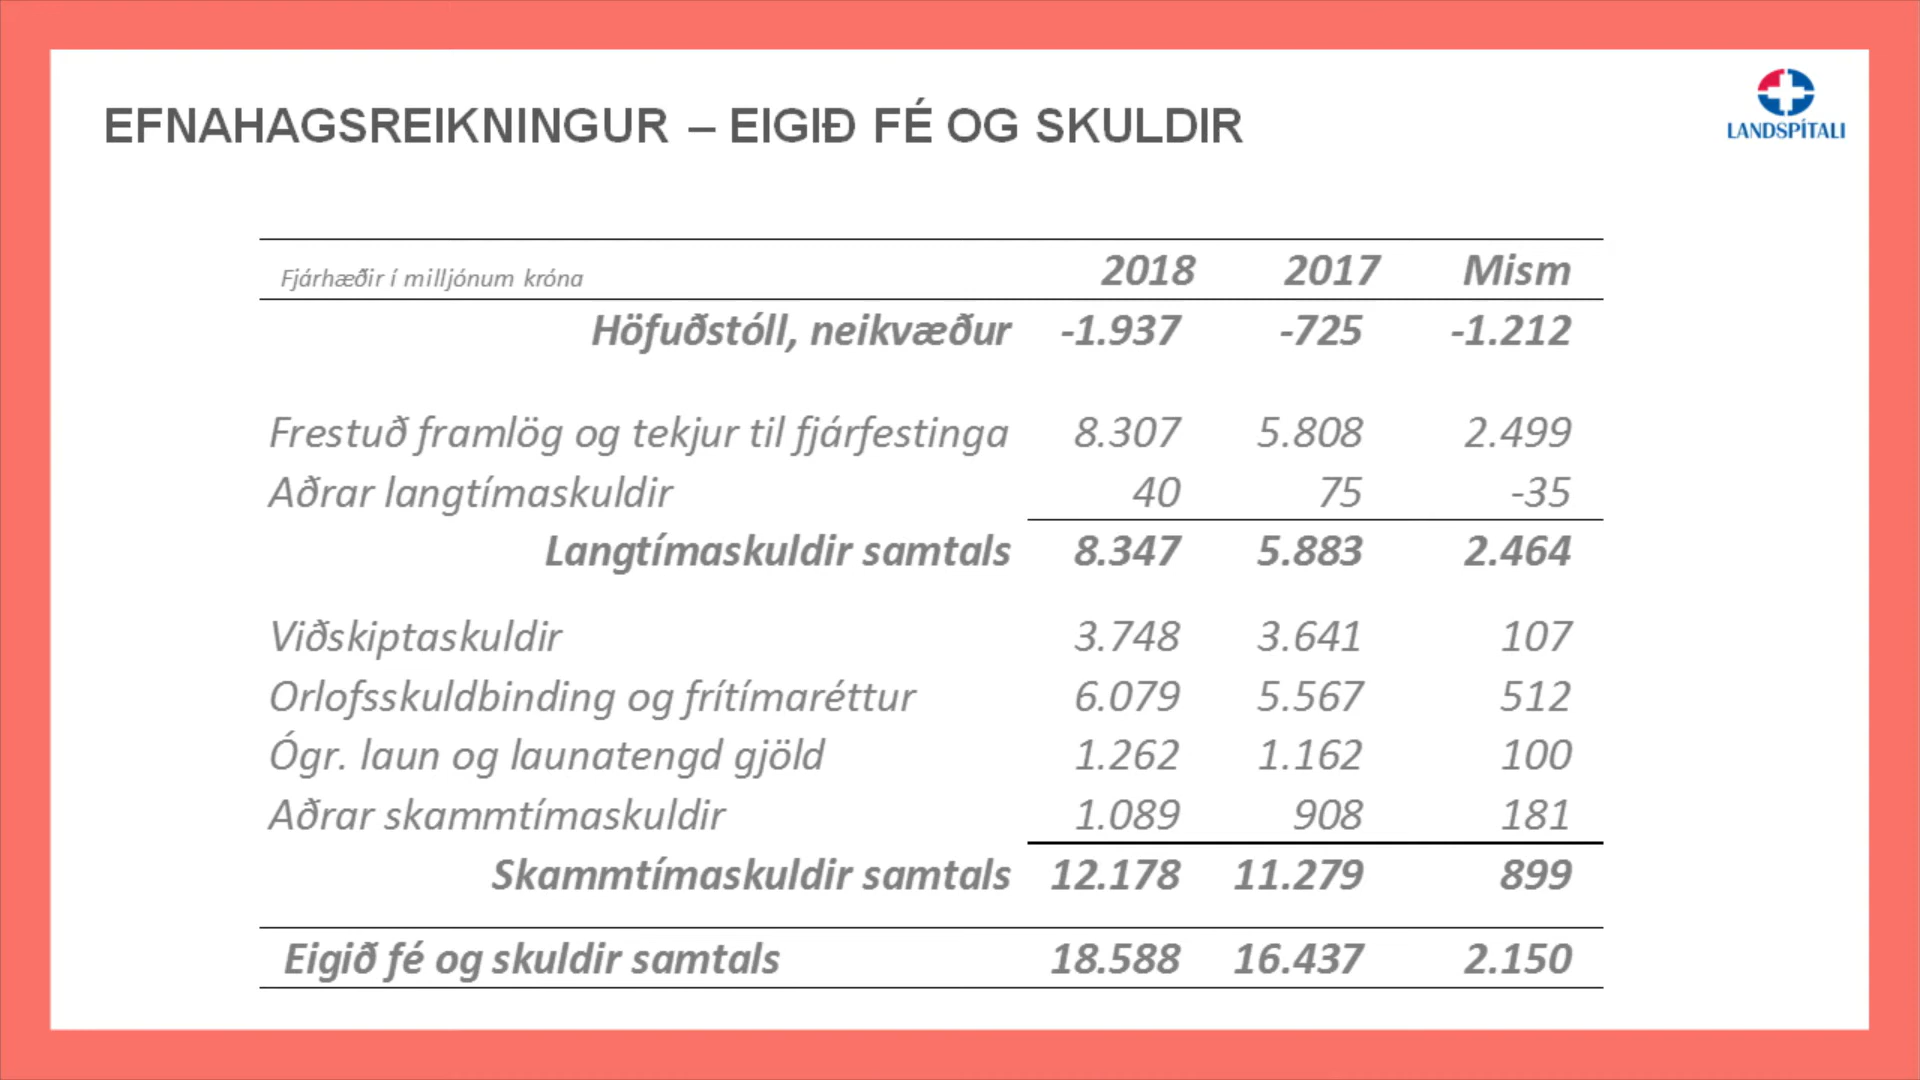 EFNAHAGSREIKNINGUR – EIGIÐ FÉ OG SKULDIR
LANDSPÍTALI
Fjárhæðir í milljónum króna 2018 2017 Mism
Höfuðstóll, neikvæður -1.937 -725 -1.212
Frestuð framlög og tekjur til fjárfestinga 8.307 5.808 2.499
Aðrar langtímaskuldir 40 75 -35
Langtímaskuldir samtals 8.347 5.883 2.464
Viðskiptaskuldir 3.748 3.641 107
Orlofsskuldbinding og frítímaréttur 6.079 5.567 512
Ógr. laun og launatengd gjöld 1.262 1.162 100
Aðrar skammtímaskuldir 1.089 908 181
Skammtímaskuldir samtals 12.178 11.279 899
Eigið fé og skuldir samtals 18.588 16.437 2.150